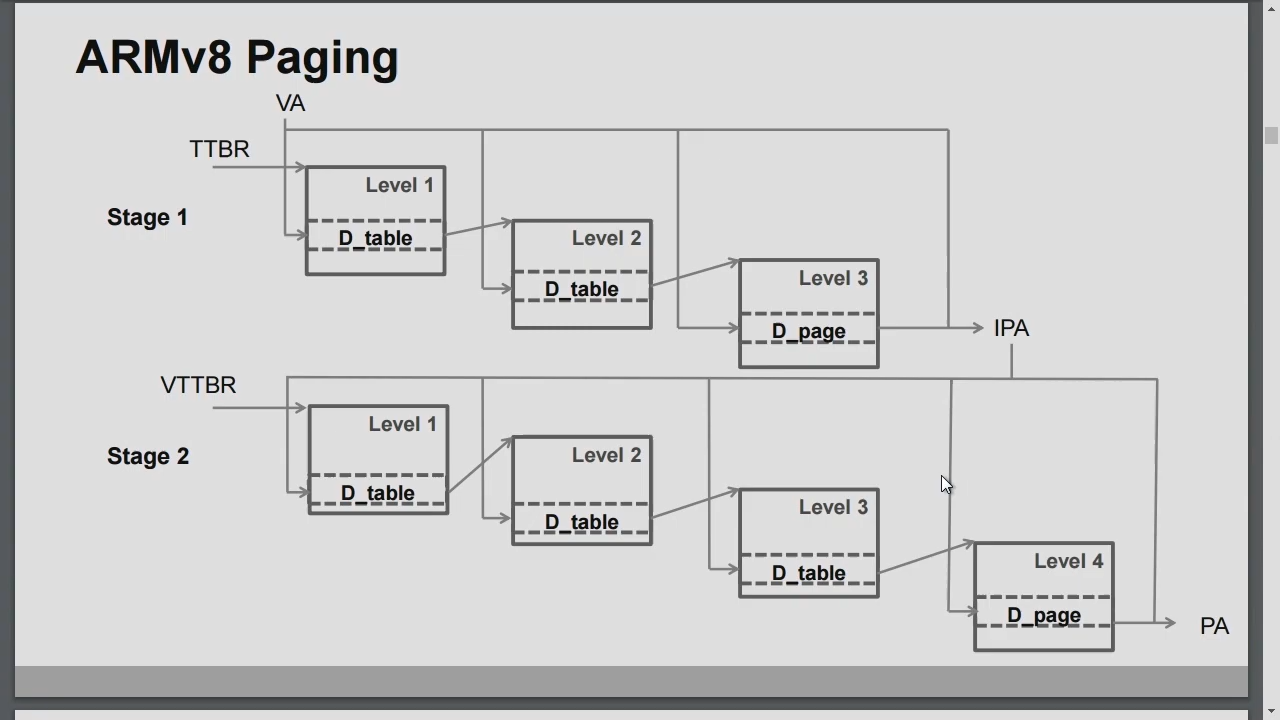 ARMv8 Paging
VA
TTBR
Level 1
Stage 1
D_table
Level 2
D_table
Level 3
D_page
IPA
VTTBR
Level 1
Stage 2
D_table
Level 2
D_table
Level 3
D_table
Level 4
D_page
PA